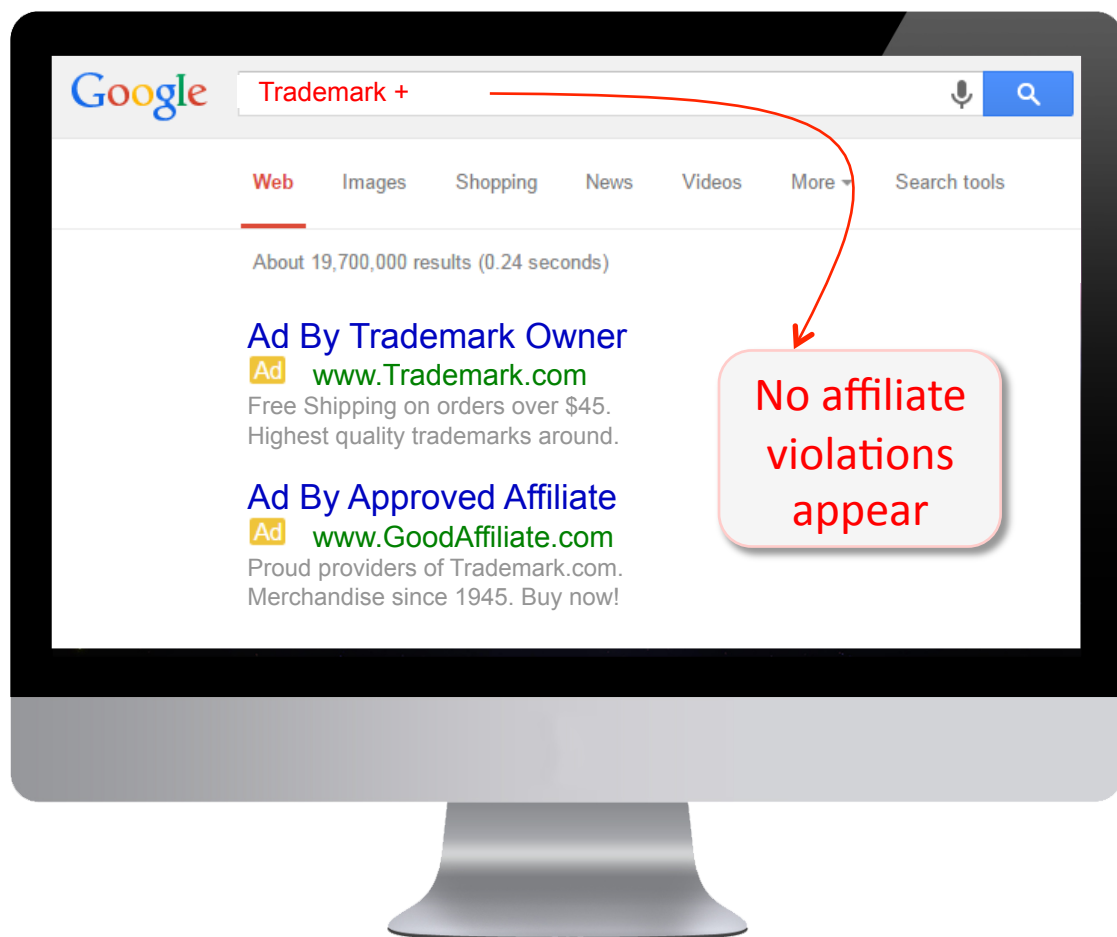 Google
Trademark +
Web Images Shopping News Videos More Search tools
About 19,700,000 results (0.24 seconds)
Ad By Trademark Owner
Ad www.Trademark.com
Free Shipping on orders over $45.
Highest quality trademarks around.
Ad By Approved Affiliate
Ad www.GoodAffiliate.com
Proud providers of Trademark.com.
Merchandise since 1945. Buy now!
No affiliate
violations
appear